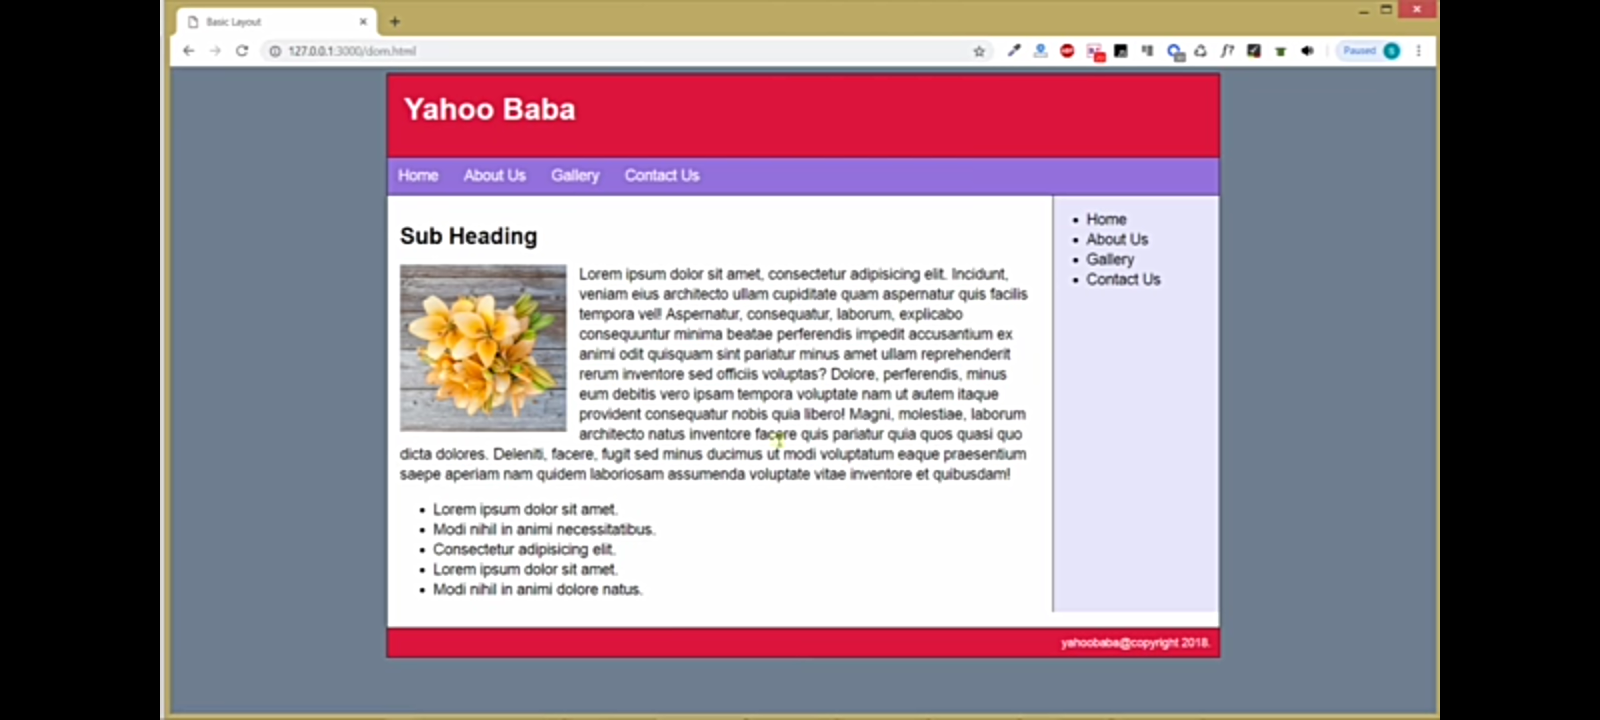 Basic Layout
127.0.0.1:3000/dom.html
Paused
Yahoo Baba
Home About Us Gallery Contact Us
Sub Heading
Lorem ipsum dolor sit amet, consectetur adipisicing elit. Incidunt,
veniam eius architecto ullam cupiditate quam aspernatur quis facilis
tempora vel! Aspernatur, consequatur, laborum, explicabo
consequuntur minima beatae perferendis impedit accusantium ex
animi odit quisquam sint pariatur minus amet ullam reprehenderit
rerum inventore sed officiis voluptas? Dolore, perferendis, minus
eum debitis vero ipsam tempora voluptate nam ut autem itaque
provident consequatur nobis quia libero! Magni, molestiae, laborum
architecto natus inventore facere quis pariatur quia quos quasi quo
dicta dolores. Deleniti, facere, fugit sed minus ducimus ut modi voluptatum eaque praesentium
saepe aperiam nam quidem laboriosam assumenda voluptate vitae inventore et quibusdam!
• Lorem ipsum dolor sit amet.
• Modi nihil in animi necessitatibus.
• Consectetur adipisicing elit.
• Lorem ipsum dolor sit amet.
• Modi nihil in animi dolore natus.
• Home
• About Us
• Gallery
• Contact Us
yahoobaba@copyright 2018.